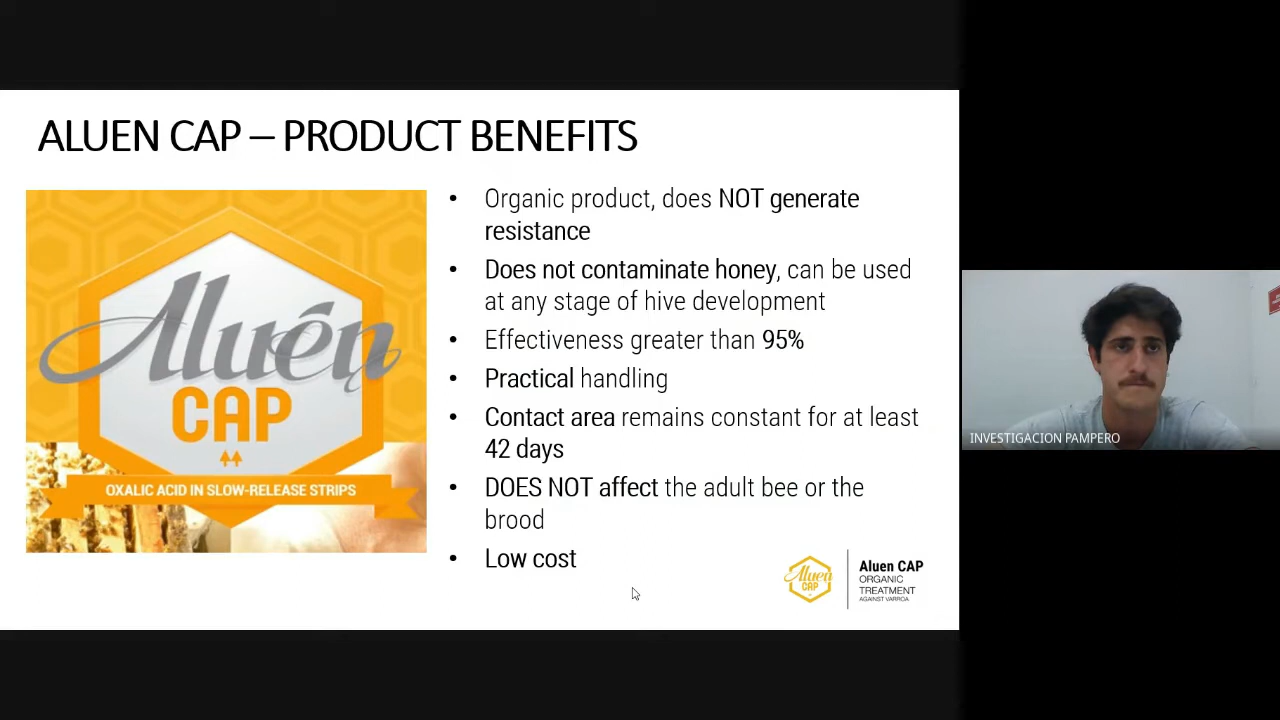 ALUEN CAP – PRODUCT BENEFITS
Aluên
CAP
OXALIC ACID IN SLOW-RELEASE STRIPS
• Organic product, does NOT generate
resistance
• Does not contaminate honey, can be used
at any stage of hive development
• Effectiveness greater than 95%
• Practical handling
• Contact area remains constant for at least
42 days
• DOES NOT affect the adult bee or the
brood
• Low cost
Aluen
CAP
Aluen CAP
ORGANIC
TREATMENT
AGAINST VARROA
INVESTIGACION PAMPERO